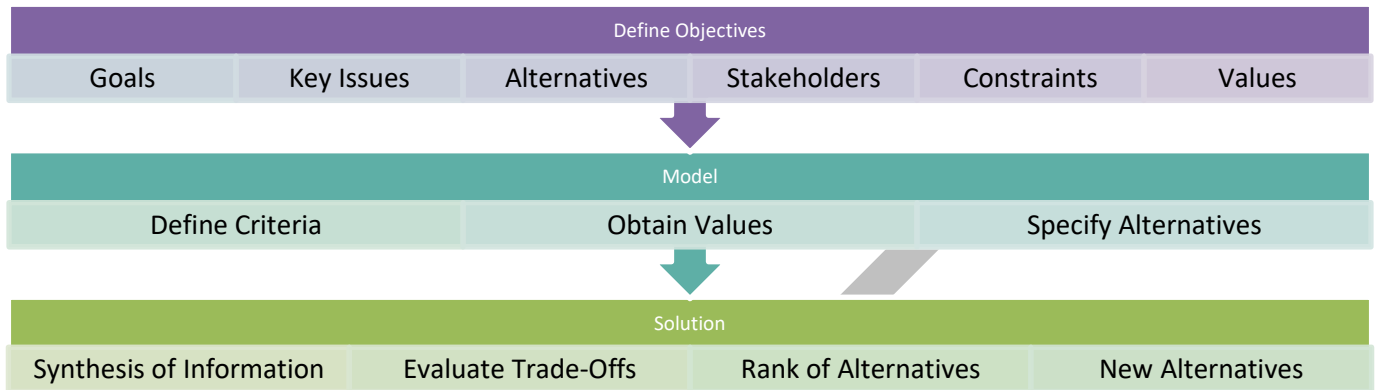 Define Objectives
Goals Key Issues Alternatives Stakeholders Constraints Values
Model
Define Criteria Obtain Values Specify Alternatives
Solution
Synthesis of Information Evaluate Trade-Offs Rank of Alternatives New Alternatives